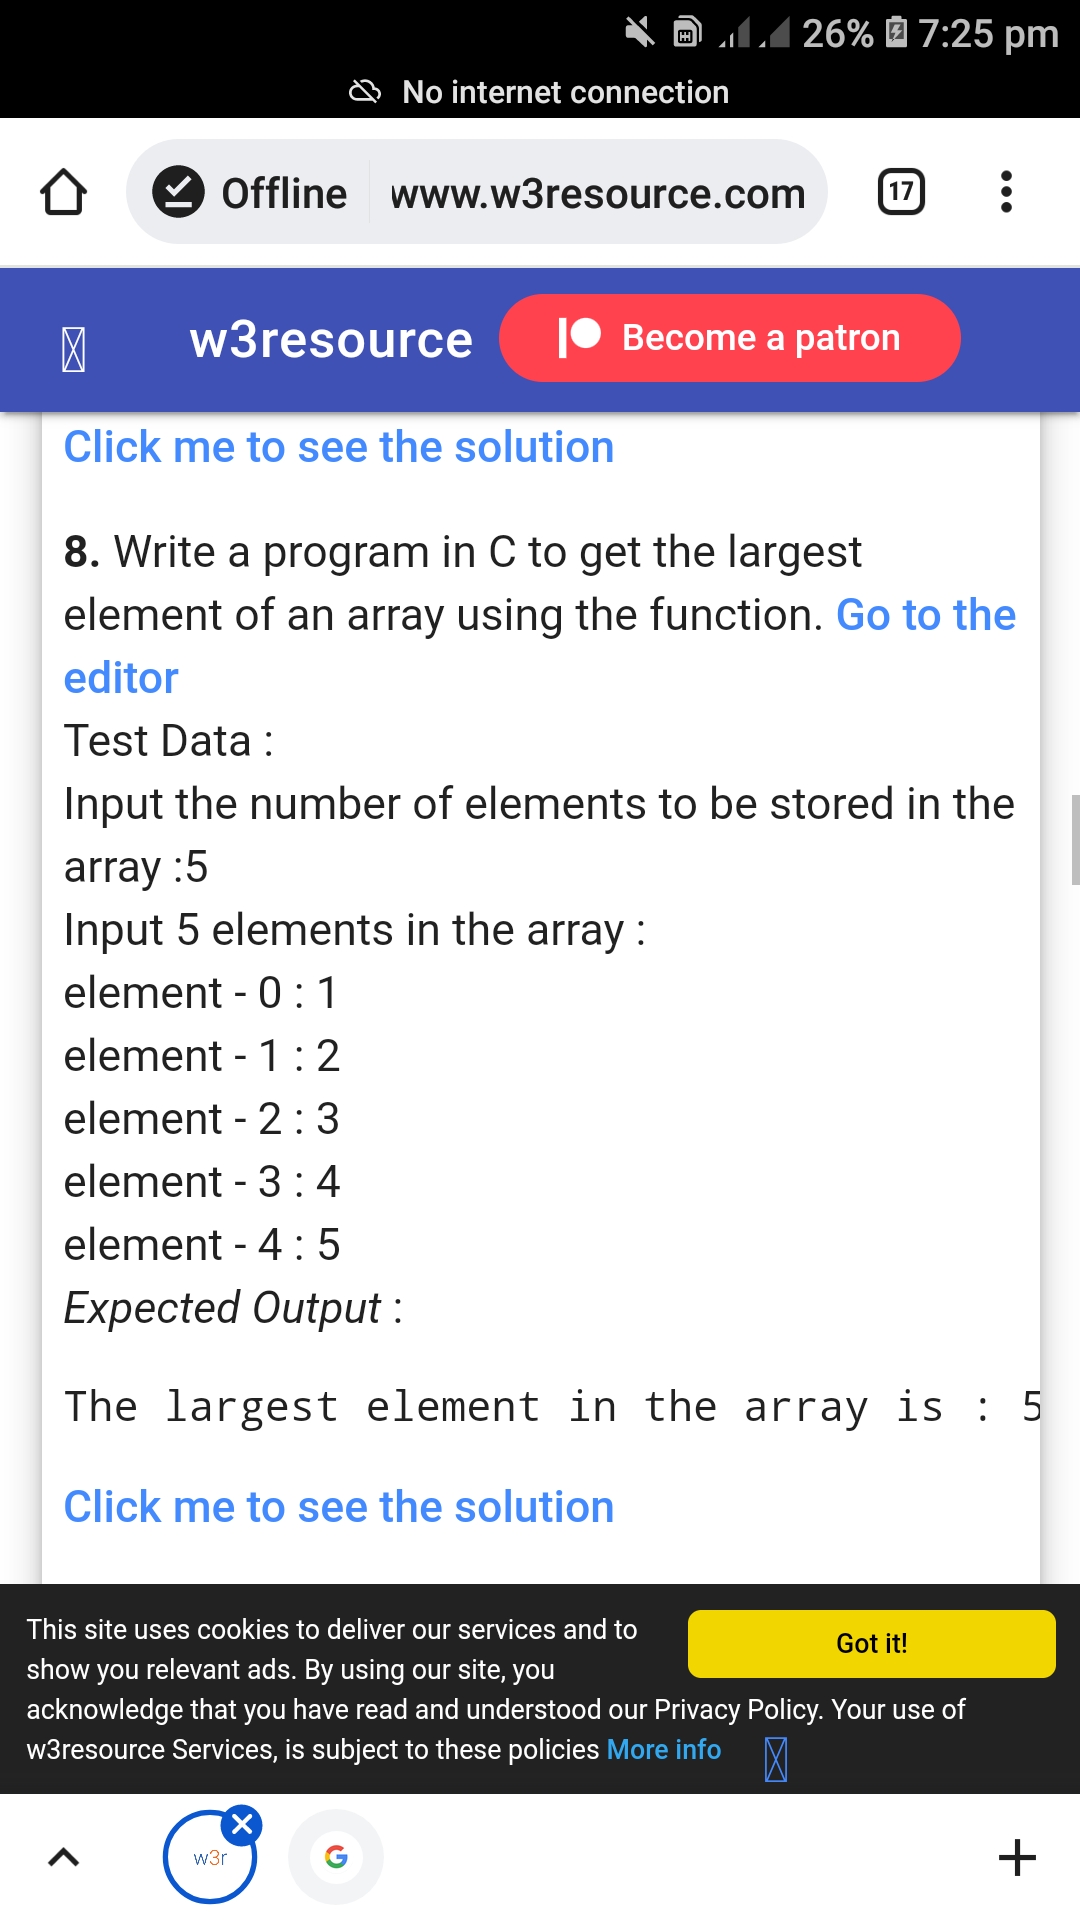 26% 7:25 pm
No internet connection
Offline www.w3resource.com 17
w3resource Become a patron
Click me to see the solution
8. Write a program in C to get the largest
element of an array using the function. Go to the
editor
Test Data :
Input the number of elements to be stored in the
array :5
Input 5 elements in the array :
element - 0 : 1
element - 1 : 2
element - 2 : 3
element - 3 : 4
element - 4 : 5
Expected Output :
The largest element in the array is : 5
Click me to see the solution
This site uses cookies to deliver our services and to
show you relevant ads. By using our site, you
acknowledge that you have read and understood our Privacy Policy. Your use of
w3resource Services, is subject to these policies More info
Got it!
w3r G